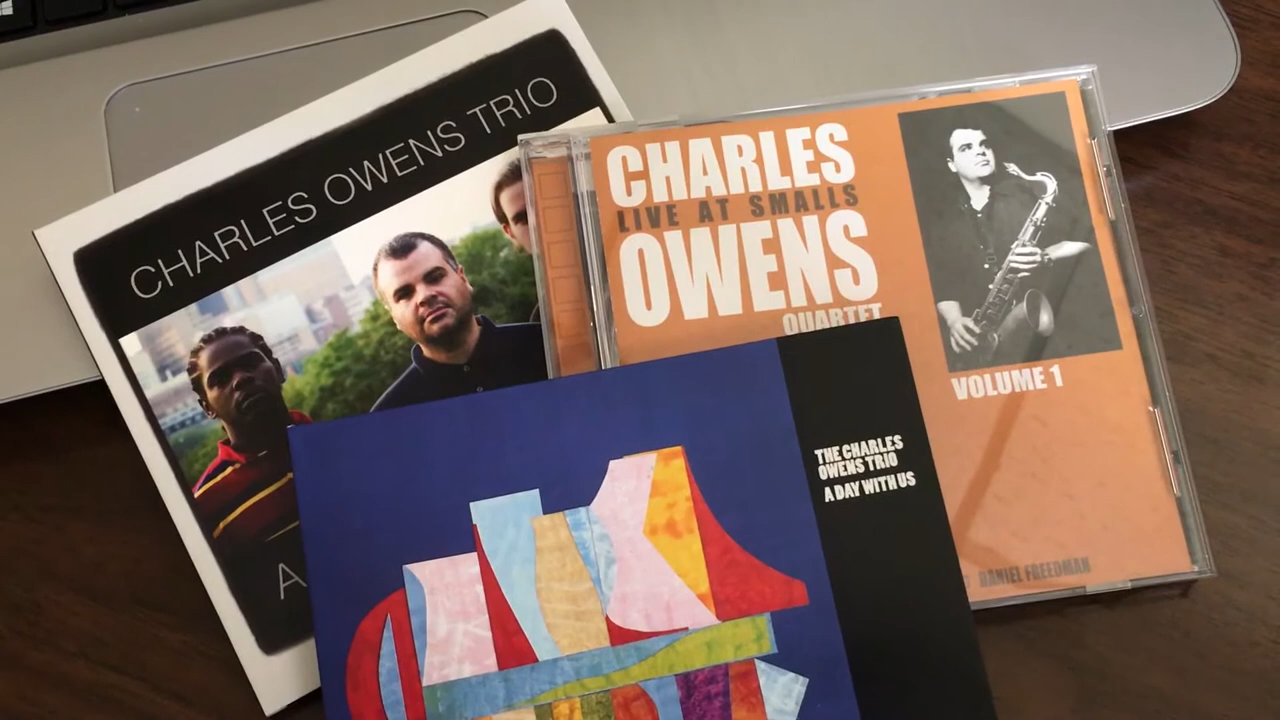 CHARLES OWENS TRIO
A
CHARLES
LIVE AT SMALLS
OWENS
QUARTET
VOLUME 1
DANIEL FREEDMAN
THE CHARLES
OWENS TRIO
A DAY WITH US